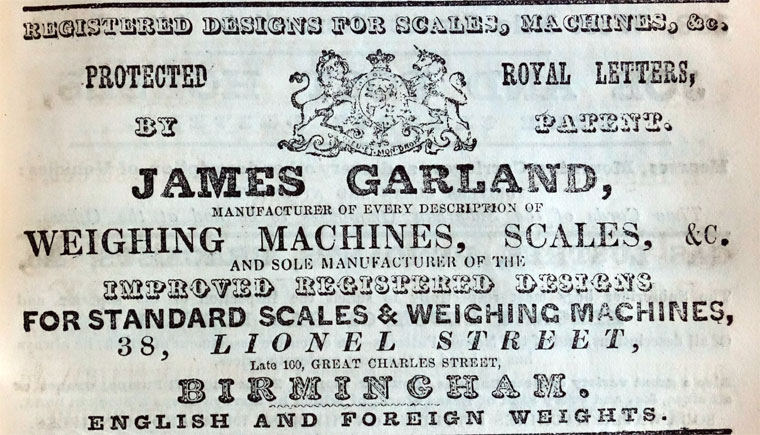 REGISTERED DESIGNS FOR SCALES, MACHINES, &c.
PROTECTED ROYAL LETTERS,
BY PATENT.
JAMES GARLAND,
MANUFACTURER OF EVERY DESCRIPTION OF
WEIGHING MACHINES, SCALES, &c.
AND SOLE MANUFACTURER OF THE
IMPROVED REGISTERED DESIGNS
FOR STANDARD SCALES & WEIGHING MACHINES,
38, LIONEL STREET,
Late 100, GREAT CHARLES STREET,
BIRMINGHAM.
ENGLISH AND FOREIGN WEIGHTS.